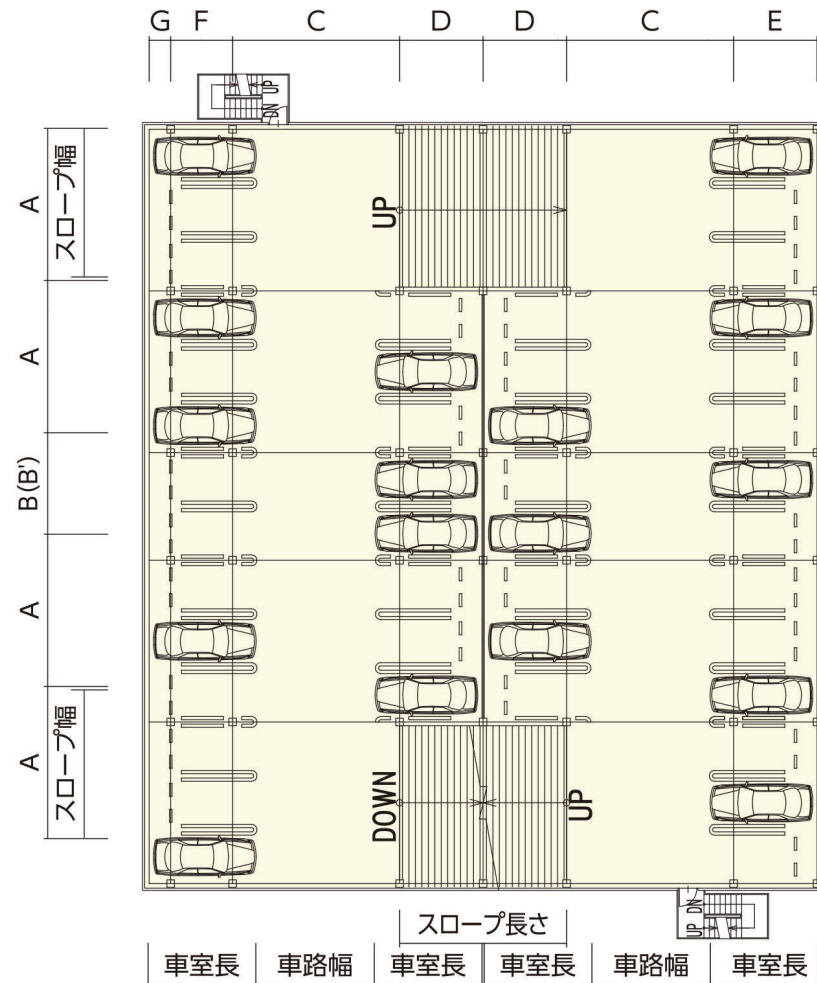 G F C D D C E
DN UP
A
スロープ幅
UP
A
B(B')
A
A
スロープ幅
DOWN
UP
スロープ長さ
UP DN
車室長 車路幅 車室長 車室長 車路幅 車室長